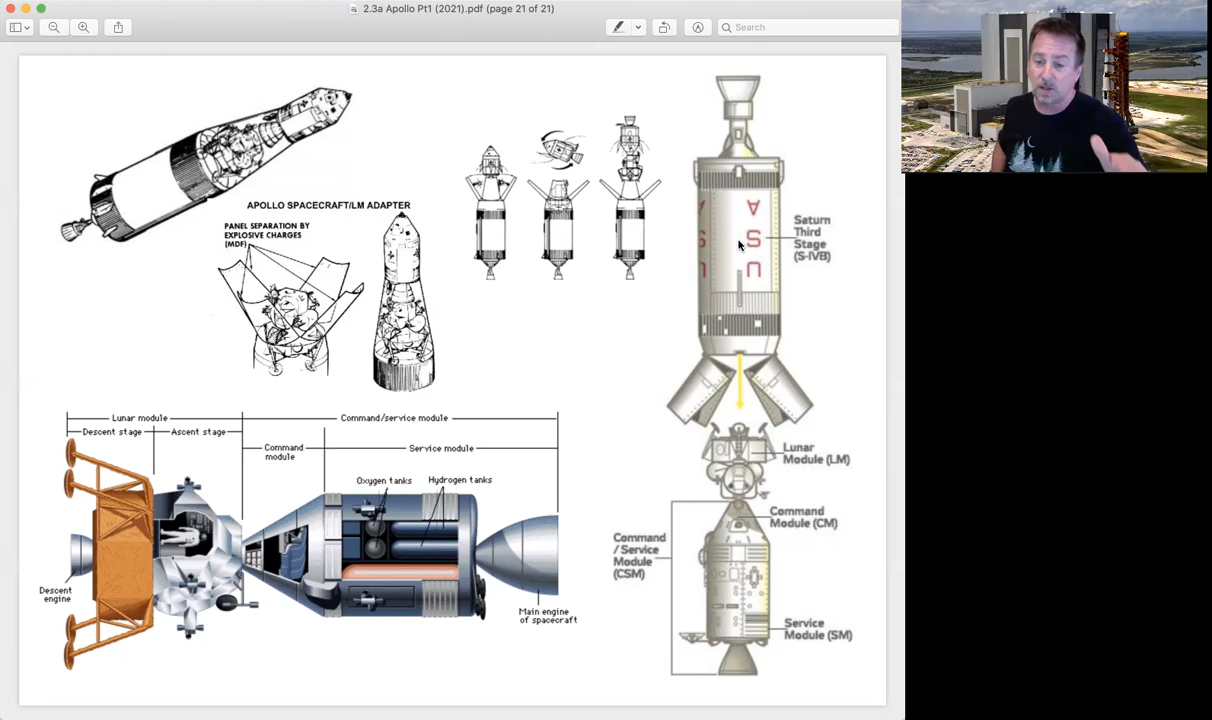 2.3a Apollo Pt1 (2021).pdf (page 21 of 21)
Search
APOLLO SPACECRAFT/LM ADAPTER
PANEL SEPARATION BY
EXPLOSIVE CHARGES
(MDF)
A
S
U
S
U
Saturn
Third
Stage
(S-IVB)
Lunar module
Command/service module
Descent stage
Ascent stage
Command
module
Service module
Oxygen tanks
Hydrogen tanks
Descent
engine
Main engine
of spacecraft
Lunar
Module (LM)
Command
Module (CM)
Command
/ Service
Module
(CSM)
Service
Module (SM)